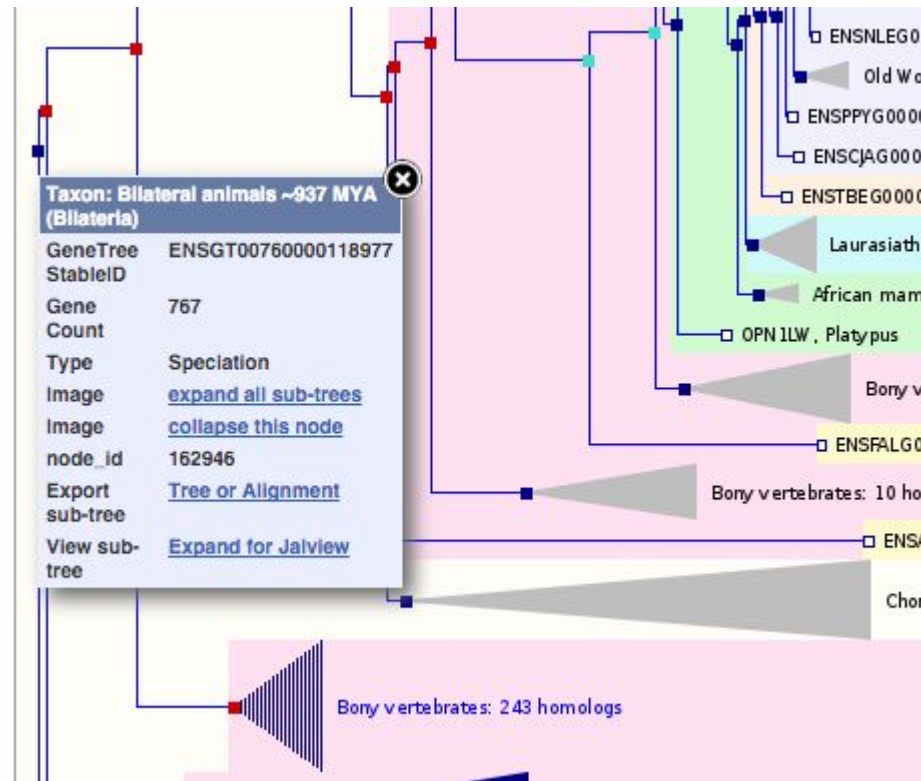 ENSNLEG0
Old Wo
ENSPPYG0000
ENSCJAG000
ENSTBEG0000
Laurasiath
African mam
OPN1LW, Platypus
Bony v
ENSFALG0
Bony vertebrates: 10 ho
ENSA
Chor
Bony vertebrates: 243 homologs
Taxon: Bilateral animals ~937 MYA
(Bilateria)
GeneTree ENSGT00760000118977
StableID
Gene 767
Count
Type Speciation
Image expand all sub-trees
Image collapse this node
node_id 162946
Export Tree or Alignment
sub-tree
View sub- Expand for Jalview
tree